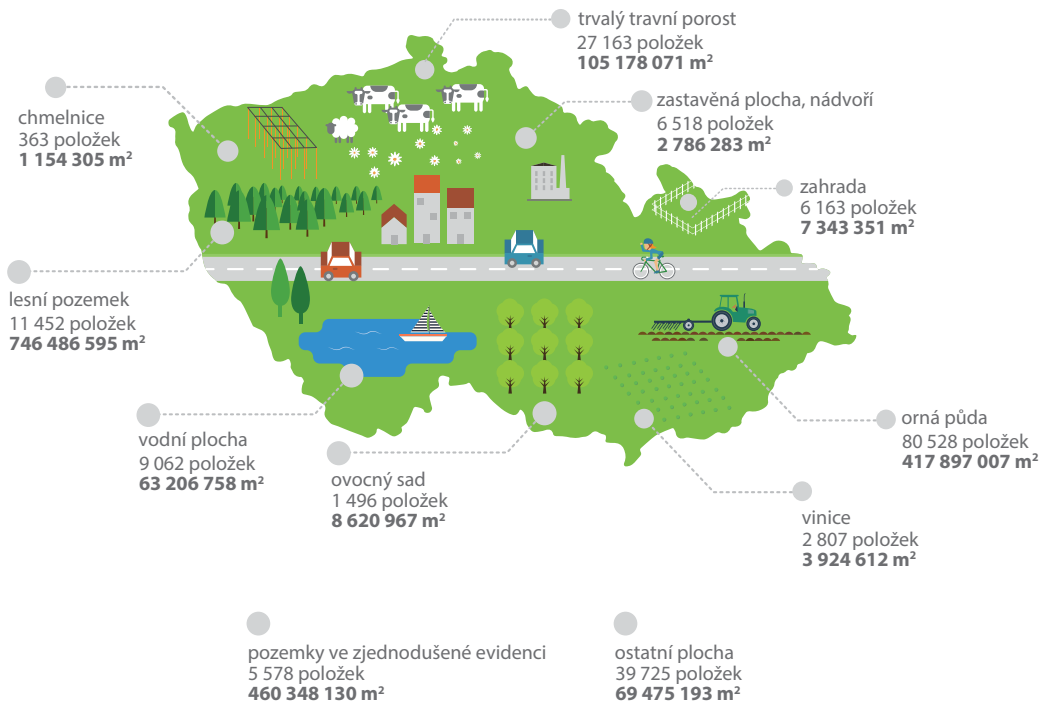 trvalý travní porost
27 163 položek
105 178 071 m²
chmelnice
363 položek
1 154 305 m²
zastavěná plocha, nádvoří
6 518 položek
2 786 283 m²
zahrada
6 163 položek
7 343 351 m²
lesní pozemek
11 452 položek
746 486 595 m²
vodní plocha
9 062 položek
63 206 758 m²
ovocný sad
1 496 položek
8 620 967 m²
orná půda
80 528 položek
417 897 007 m²
vinice
2 807 položek
3 924 612 m²
pozemky ve zjednodušené evidenci
5 578 položek
460 348 130 m²
ostatní plocha
39 725 položek
69 475 193 m²